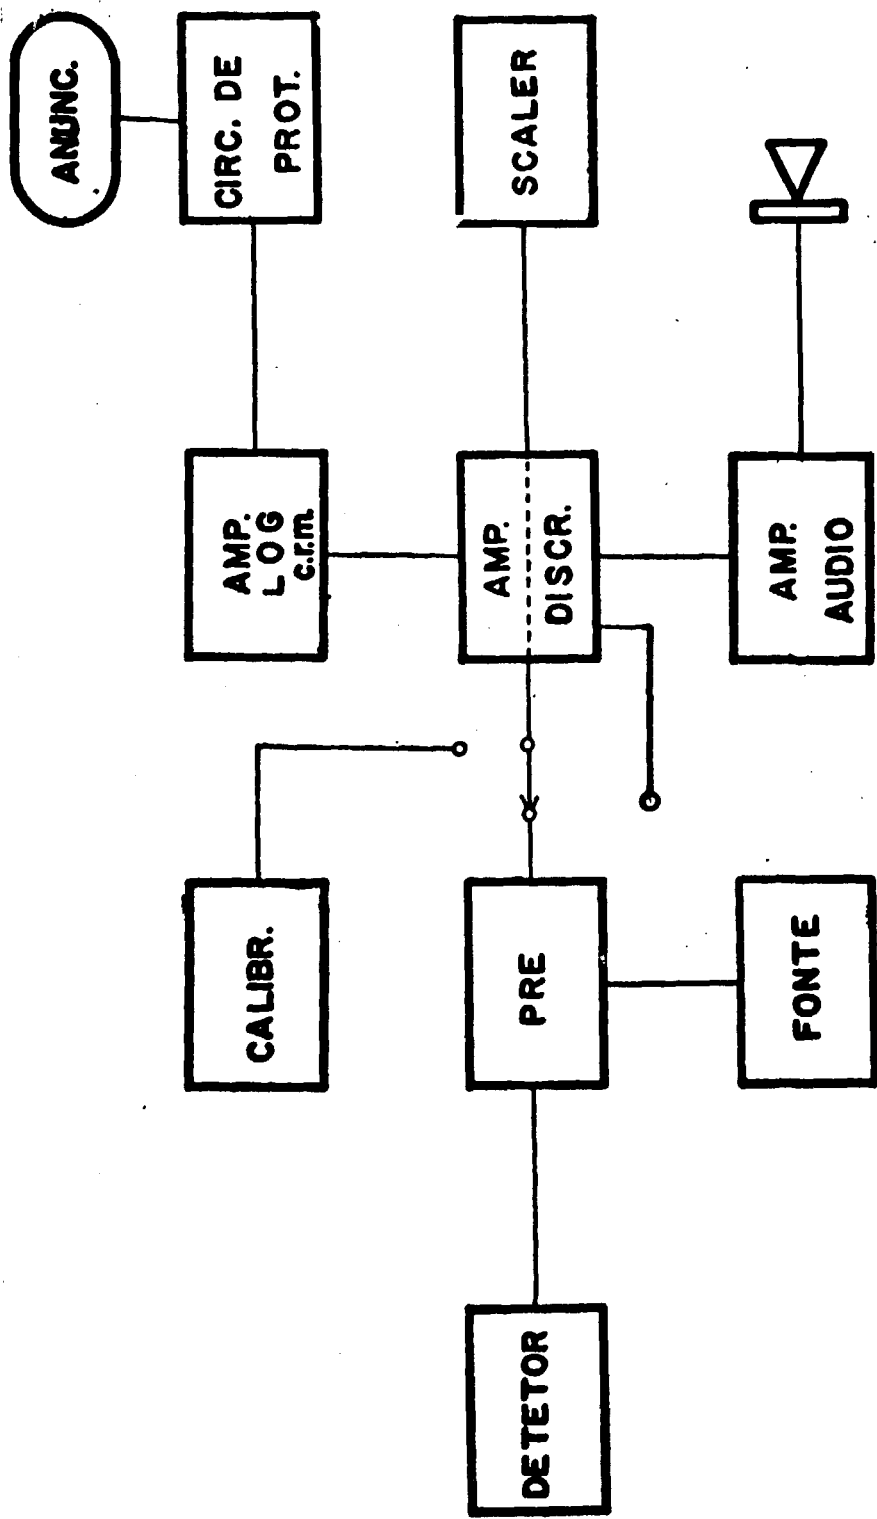 ANUNC.
CIRC. DE
PROT.
SCALER
AMP.
LOG
c.r.m.
AMP.
DISCR.
AMP.
AUDIO
CALIBR.
PRE
FONTE
DETETOR